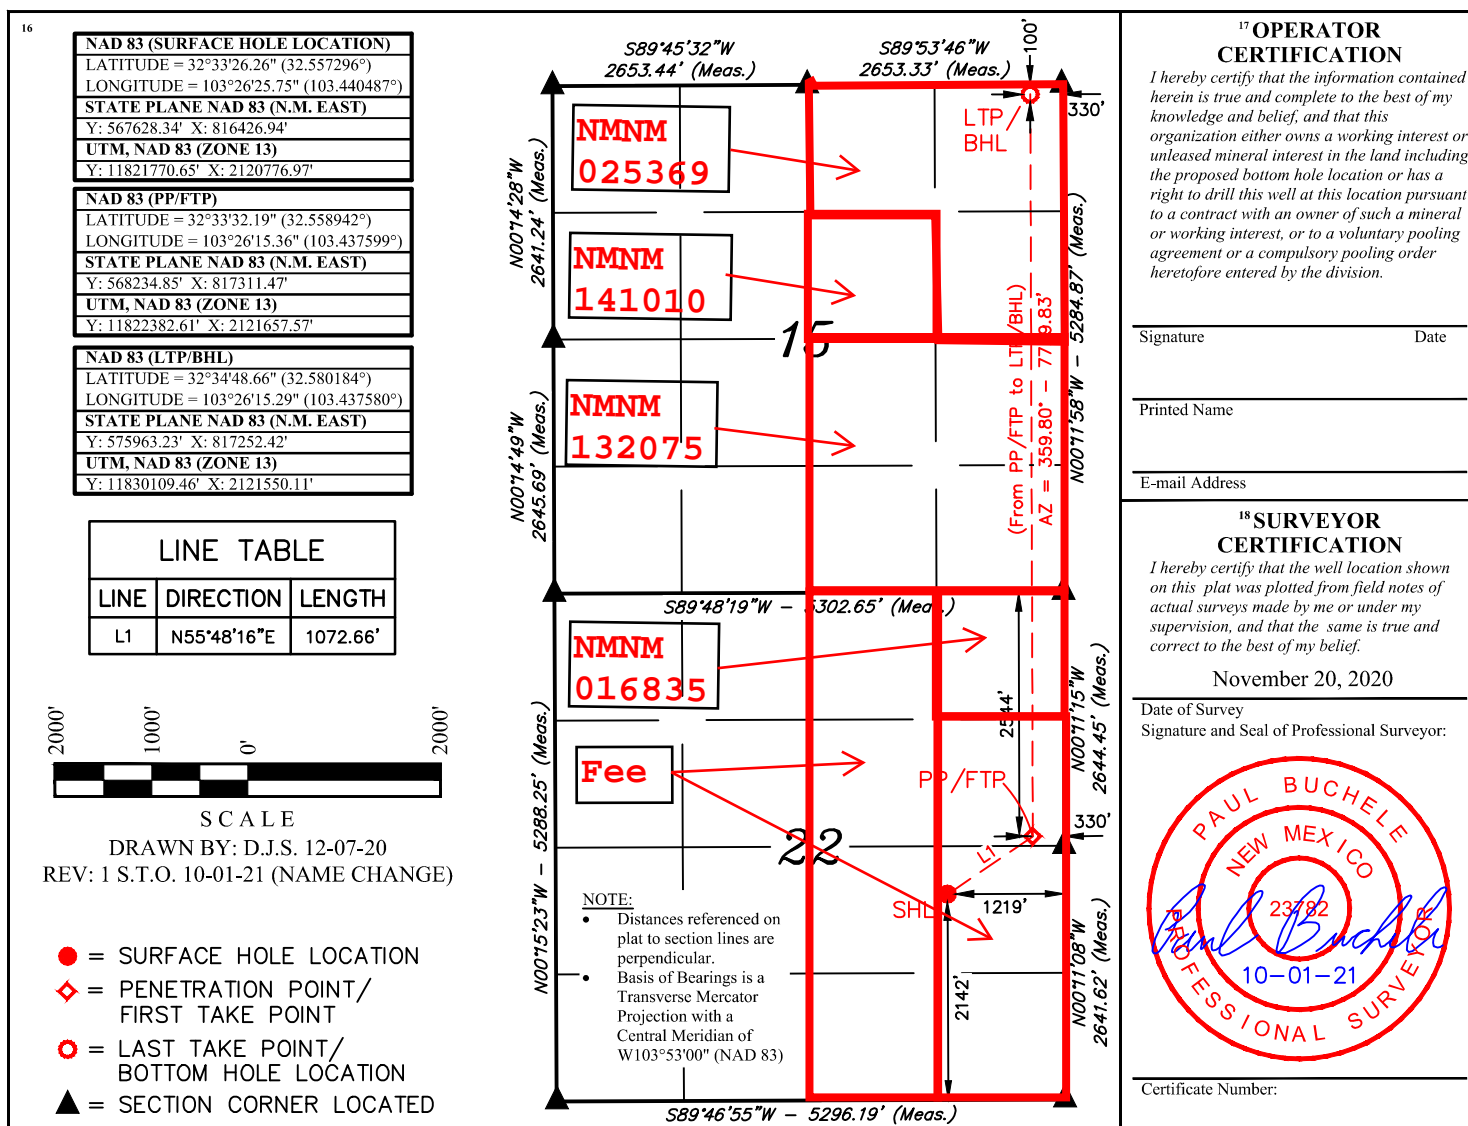 16
NAD 83 (SURFACE HOLE LOCATION)
LATITUDE = 32°33'26.26" (32.557296°)
LONGITUDE = 103°26'25.75" (103.440487°)
STATE PLANE NAD 83 (N.M. EAST)
Y: 567628.34' X: 816426.94'
UTM, NAD 83 (ZONE 13)
Y: 11821770.65' X: 2120776.97'
NAD 83 (PP/FTP)
LATITUDE = 32°33'32.19" (32.558942°)
LONGITUDE = 103°26'15.36" (103.437599°)
STATE PLANE NAD 83 (N.M. EAST)
Y: 568234.85' X: 817311.47'
UTM, NAD 83 (ZONE 13)
Y: 11822382.61' X: 2121657.57'
NAD 83 (LTP/BHL)
LATITUDE = 32°34'48.66" (32.580184°)
LONGITUDE = 103°26'15.29" (103.437580°)
STATE PLANE NAD 83 (N.M. EAST)
Y: 575963.23' X: 817252.42'
UTM, NAD 83 (ZONE 13)
Y: 11830109.46' X: 2121550.11'
LINE TABLE
LINE DIRECTION LENGTH
L1 N55°48'16"E 1072.66'
2000' 1000' 0' 2000'
SCALE
DRAWN BY: D.J.S. 12-07-20
REV: 1 S.T.O. 10-01-21 (NAME CHANGE)
= SURFACE HOLE LOCATION
= PENETRATION POINT/
FIRST TAKE POINT
= LAST TAKE POINT/
BOTTOM HOLE LOCATION
= SECTION CORNER LOCATED
S89°45'32"W
2653.44' (Meas.)
S89°53'46"W
2653.33' (Meas.)
100'
330'
LTP/
BHL
NMNM
025369
N00°14'28"W
2641.24' (Meas.)
NMNM
141010
15
N00°11'58"W - 5284.87' (Meas.)
(From PP/FTP to LTP/BHL)
AZ = 359.80° - 77 9.83'
NMNM
132075
N00°14'49"W
2645.69' (Meas.)
S89°48'19"W - 5302.65' (Meas.)
NMNM
016835
2544'
N00°11'15"W
2644.45' (Meas.)
Fee
PP/FTP
330'
N00°15'23"W - 5288.25' (Meas.)
22
L1
SHL
1219'
2142'
N00°11'08"W
2641.62' (Meas.)
NOTE:
• Distances referenced on
plat to section lines are
perpendicular.
• Basis of Bearings is a
Transverse Mercator
Projection with a
Central Meridian of
W103°53'00" (NAD 83)
S89°46'55"W - 5296.19' (Meas.)
17 OPERATOR
CERTIFICATION
I hereby certify that the information contained
herein is true and complete to the best of my
knowledge and belief, and that this
organization either owns a working interest or
unleased mineral interest in the land including
the proposed bottom hole location or has a
right to drill this well at this location pursuant
to a contract with an owner of such a mineral
or working interest, or to a voluntary pooling
agreement or a compulsory pooling order
heretofore entered by the division.
Signature Date
Printed Name
E-mail Address
18 SURVEYOR
CERTIFICATION
I hereby certify that the well location shown
on this plat was plotted from field notes of
actual surveys made by me or under my
supervision, and that the same is true and
correct to the best of my belief.
November 20, 2020
Date of Survey
Signature and Seal of Professional Surveyor:
PAUL BUCHELE
NEW MEXICO
23782
Paul Buchele
10-01-21
PROFESSIONAL SURVEYOR
Certificate Number: